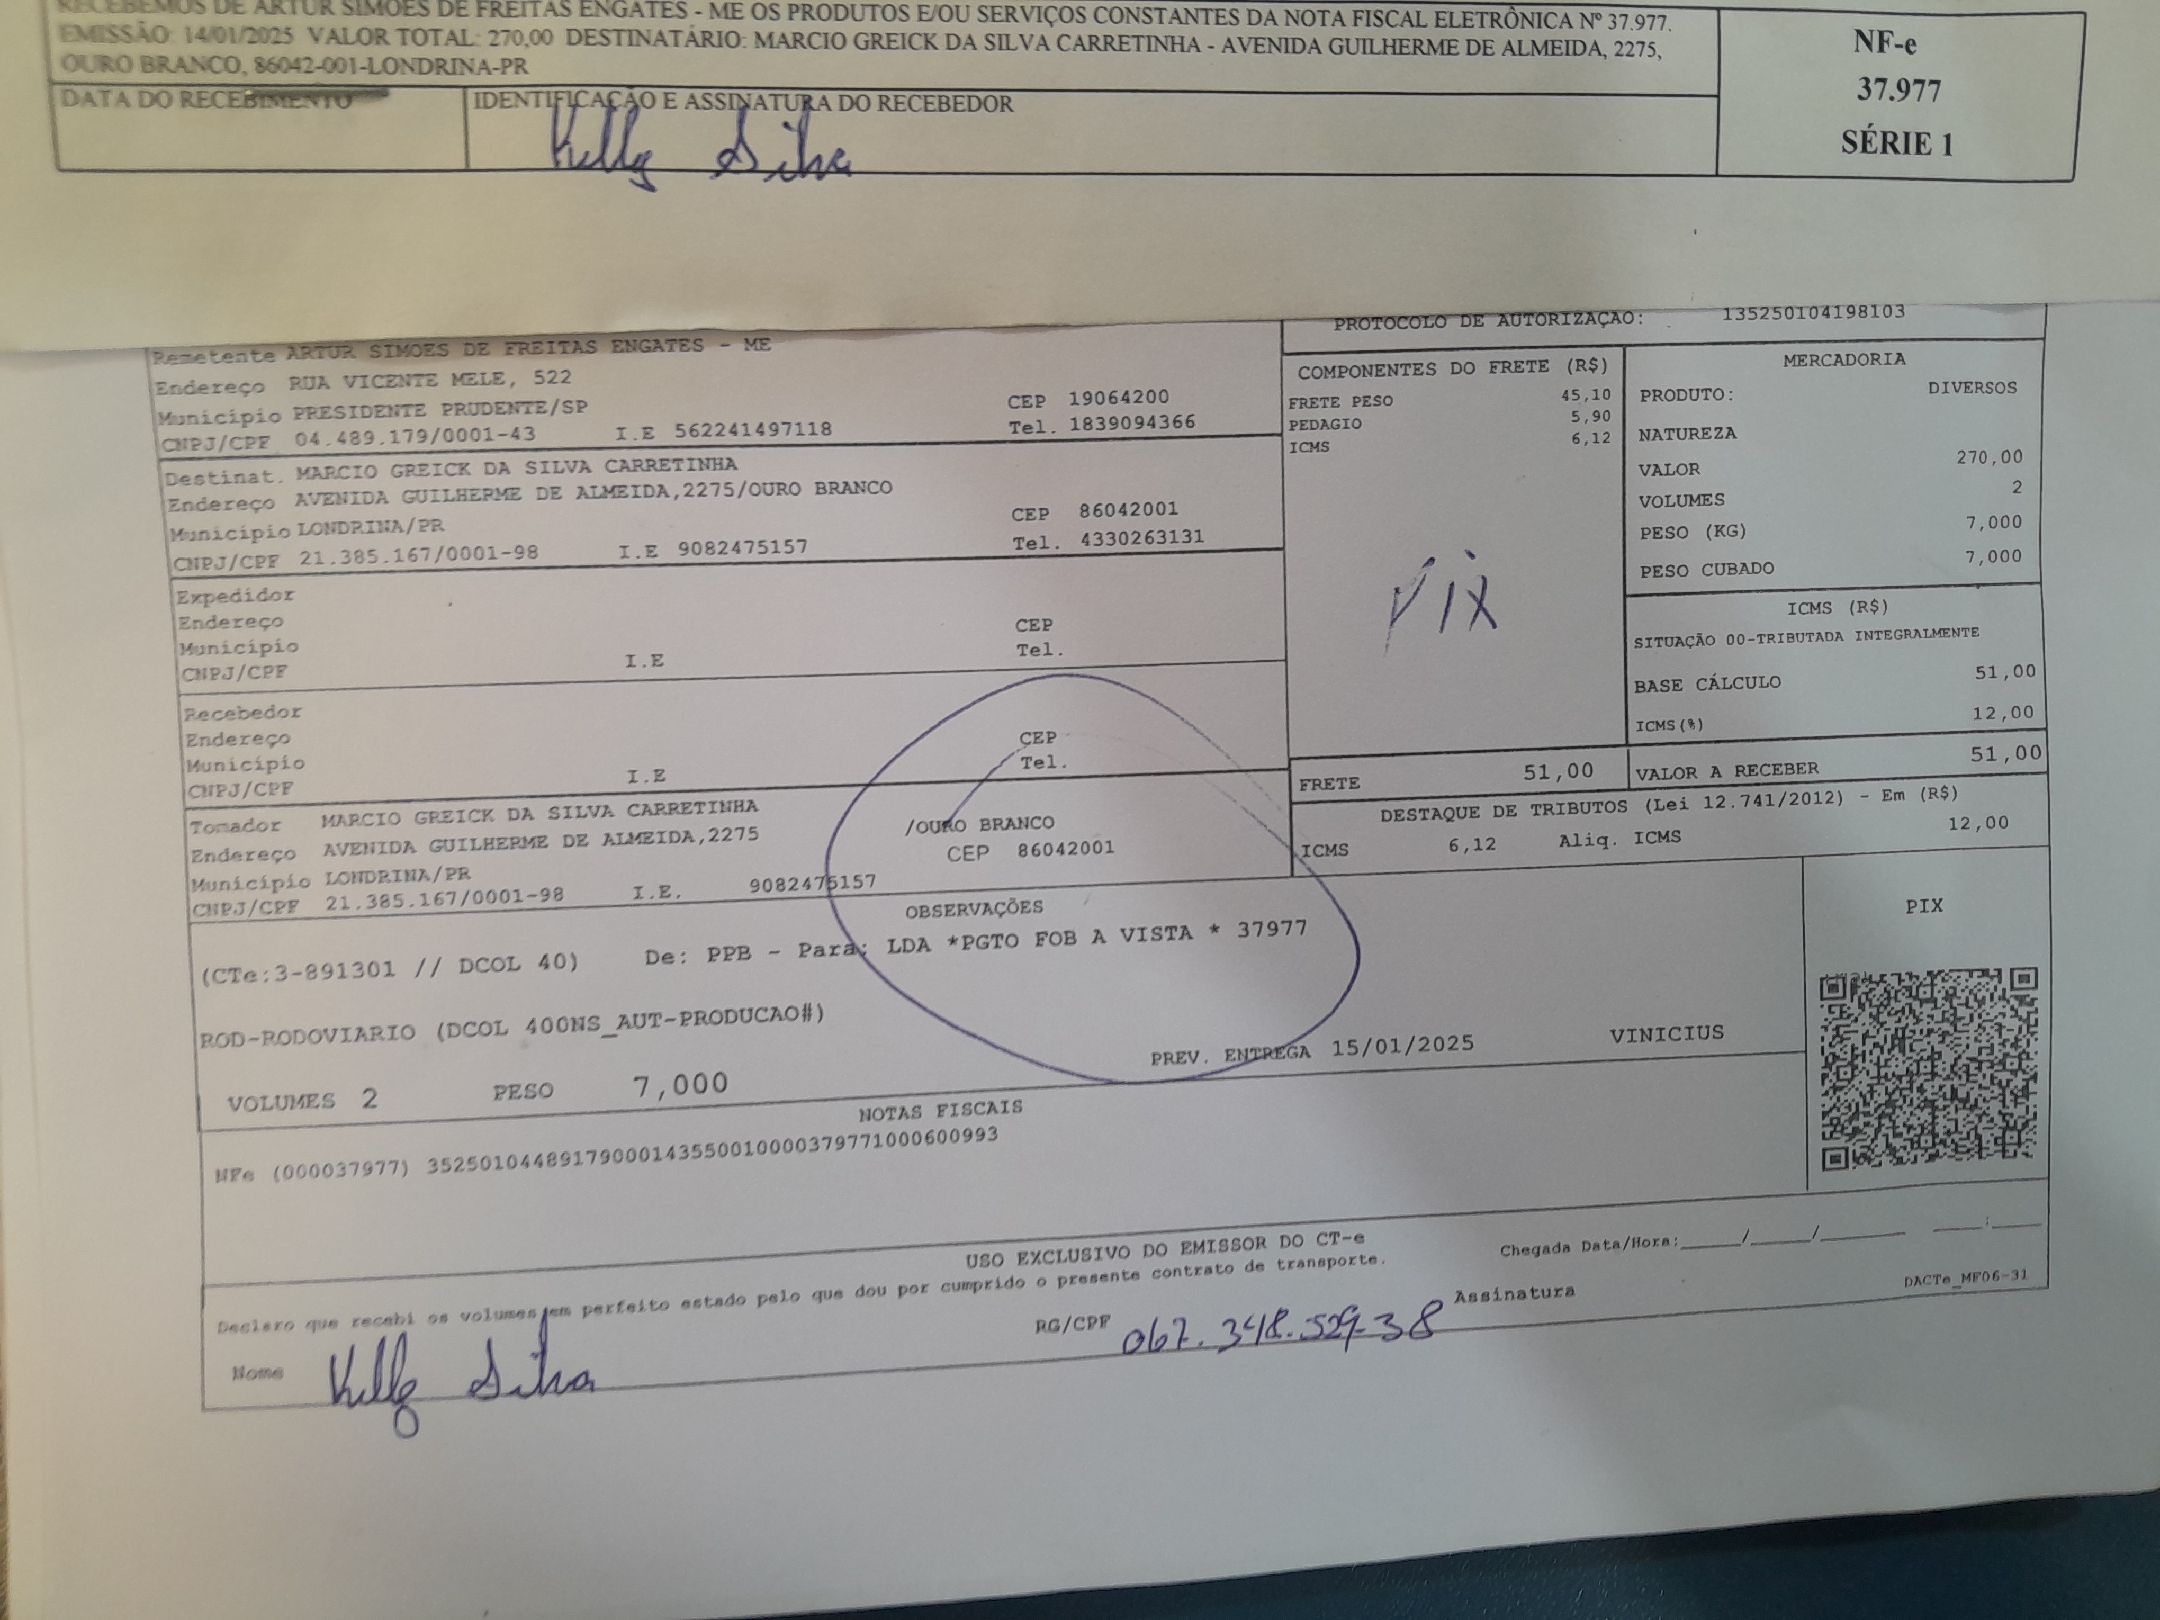 RECEBEMOS DE ARTUR SIMOES DE FREITAS ENGATES - ME OS PRODUTOS E/OU SERVIÇOS CONSTANTES DA NOTA FISCAL ELETRÔNICA Nº 37.977.
EMISSÃO: 14/01/2025 VALOR TOTAL: 270,00 DESTINATÁRIO: MARCIO GREICK DA SILVA CARRETINHA - AVENIDA GUILHERME DE ALMEIDA, 2275,
OURO BRANCO, 86042-001-LONDRINA-PR
NF-e
37.977
SÉRIE 1
DATA DO RECEBIMENTO
IDENTIFICAÇÃO E ASSINATURA DO RECEBEDOR
Kelly Silva
PROTOCOLO DE AUTORIZAÇÃO: 135250104198103
Remetente ARTUR SIMOES DE FREITAS ENGATES - ME
Endereço RUA VICENTE MELE, 522
Município PRESIDENTE PRUDENTE/SP CEP 19064200
CNPJ/CPF 04.489.179/0001-43 I.E 562241497118 Tel. 1839094366
Destinat. MARCIO GREICK DA SILVA CARRETINHA
Endereço AVENIDA GUILHERME DE ALMEIDA,2275/OURO BRANCO
Município LONDRINA/PR CEP 86042001
CNPJ/CPF 21.385.167/0001-98 I.E 9082475157 Tel. 4330263131
Expedidor
Endereço
Município CEP
CNPJ/CPF I.E Tel.
Recebedor
Endereço
Município CEP
CNPJ/CPF I.E Tel.
Tomador MARCIO GREICK DA SILVA CARRETINHA
Endereço AVENIDA GUILHERME DE ALMEIDA,2275 /OURO BRANCO
Município LONDRINA/PR CEP 86042001
CNPJ/CPF 21.385.167/0001-98 I.E. 9082475157
COMPONENTES DO FRETE (R$)
FRETE PESO 45,10
PEDAGIO 5,90
ICMS 6,12
Pix
FRETE 51,00
MERCADORIA
PRODUTO: DIVERSOS
NATUREZA
VALOR 270,00
VOLUMES 2
PESO (KG) 7,000
PESO CUBADO 7,000
ICMS (R$)
SITUAÇÃO 00-TRIBUTADA INTEGRALMENTE
BASE CÁLCULO 51,00
ICMS(%) 12,00
VALOR A RECEBER 51,00
DESTAQUE DE TRIBUTOS (Lei 12.741/2012) - Em (R$)
ICMS 6,12 Aliq. ICMS 12,00
OBSERVAÇÕES
(CTe:3-891301 // DCOL 40) De: PPB - Para: LDA *PGTO FOB A VISTA * 37977
ROD-RODOVIARIO (DCOL 400NS_AUT-PRODUCAO#)
VOLUMES 2 PESO 7,000 PREV. ENTREGA 15/01/2025 VINICIUS
PIX
NOTAS FISCAIS
NFe (000037977) 35250104489179000143550010000379771000600993
USO EXCLUSIVO DO EMISSOR DO CT-e
Declaro que recebi os volumes em perfeito estado pelo que dou por cumprido o presente contrato de transporte.
Chegada Data/Hora:_____/_____/_______ ____:____
Nome Kelly Silva RG/CPF 067.348.529-38 Assinatura
DACTe_MF06-31